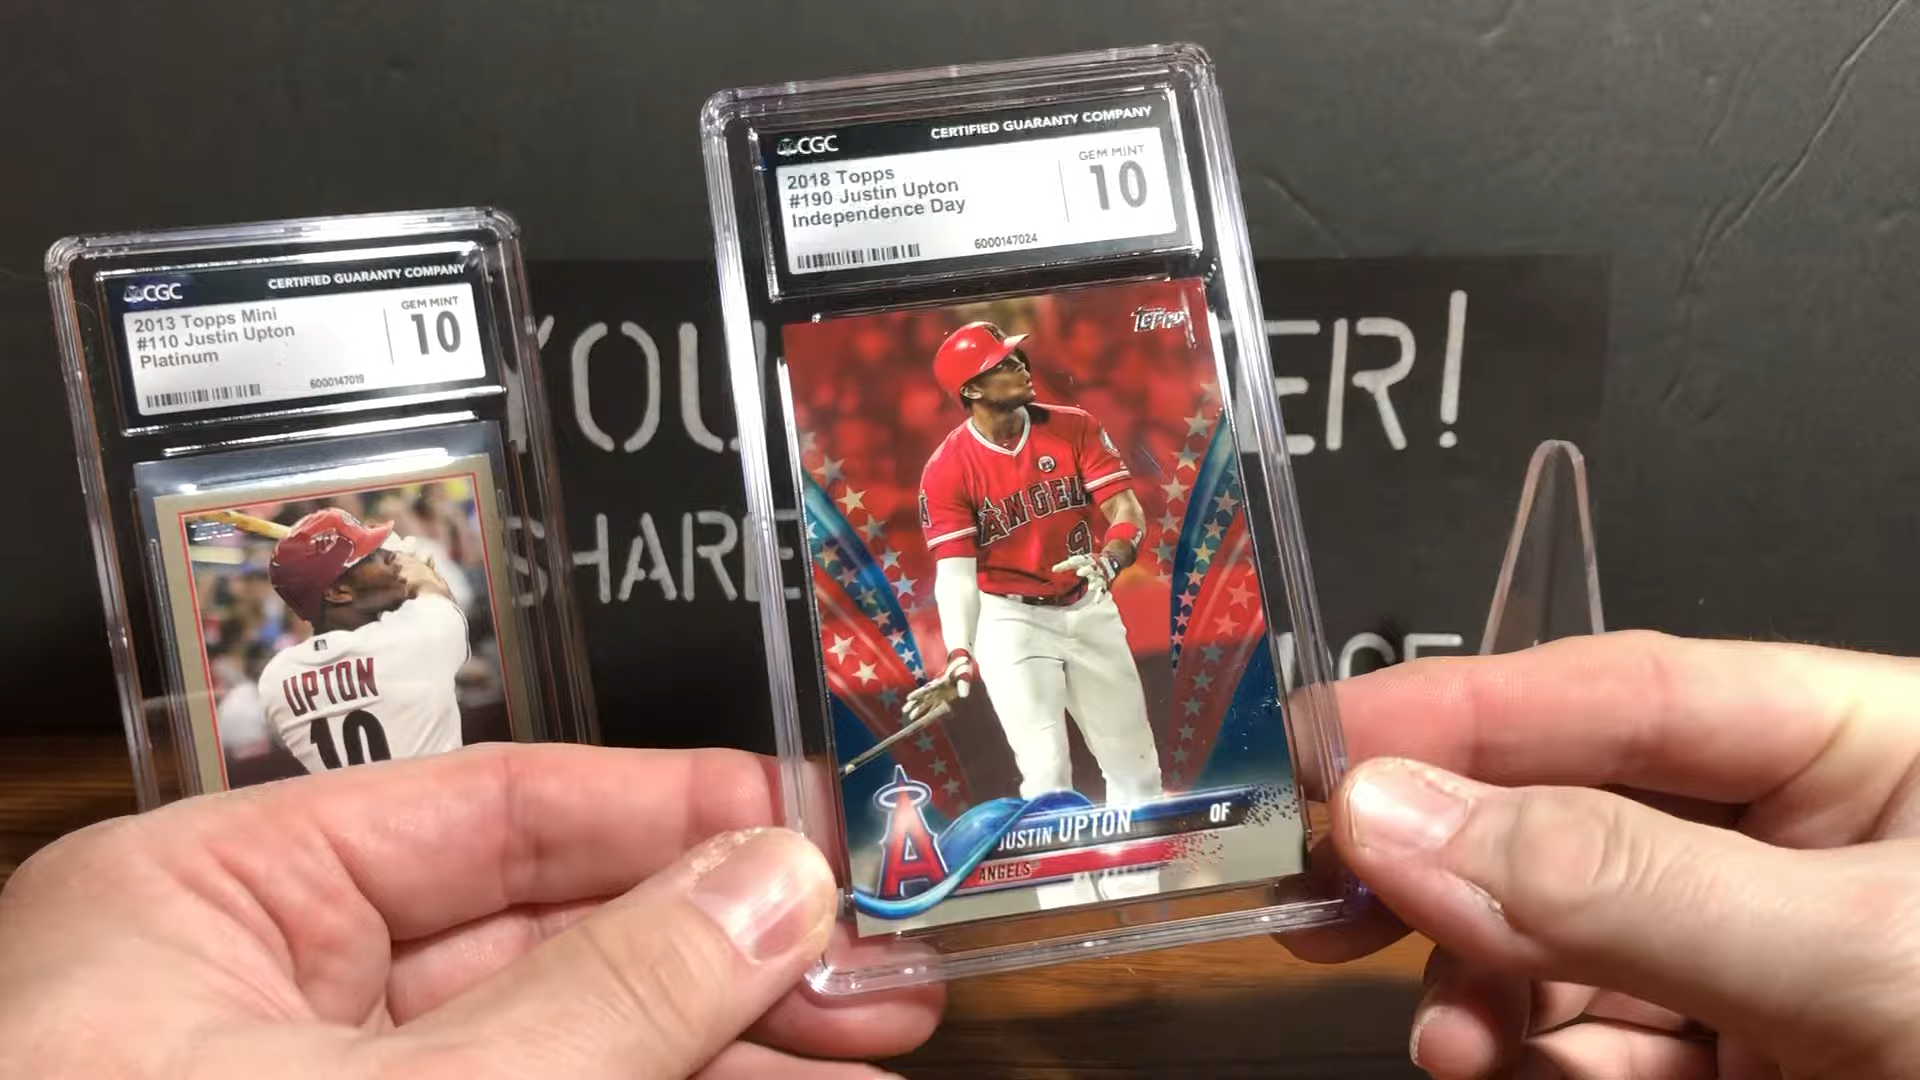 CGC
CERTIFIED GUARANTY COMPANY
2013 Topps Mini
#110 Justin Upton
Platinum
GEM MINT
10
6000147019
UPTON
10
CGC
CERTIFIED GUARANTY COMPANY
2018 Topps
#190 Justin Upton
Independence Day
GEM MINT
10
6000147024
Topps
ANGEL
9
A
JUSTIN UPTON
OF
ANGELS
YOU
ER!
SHARE